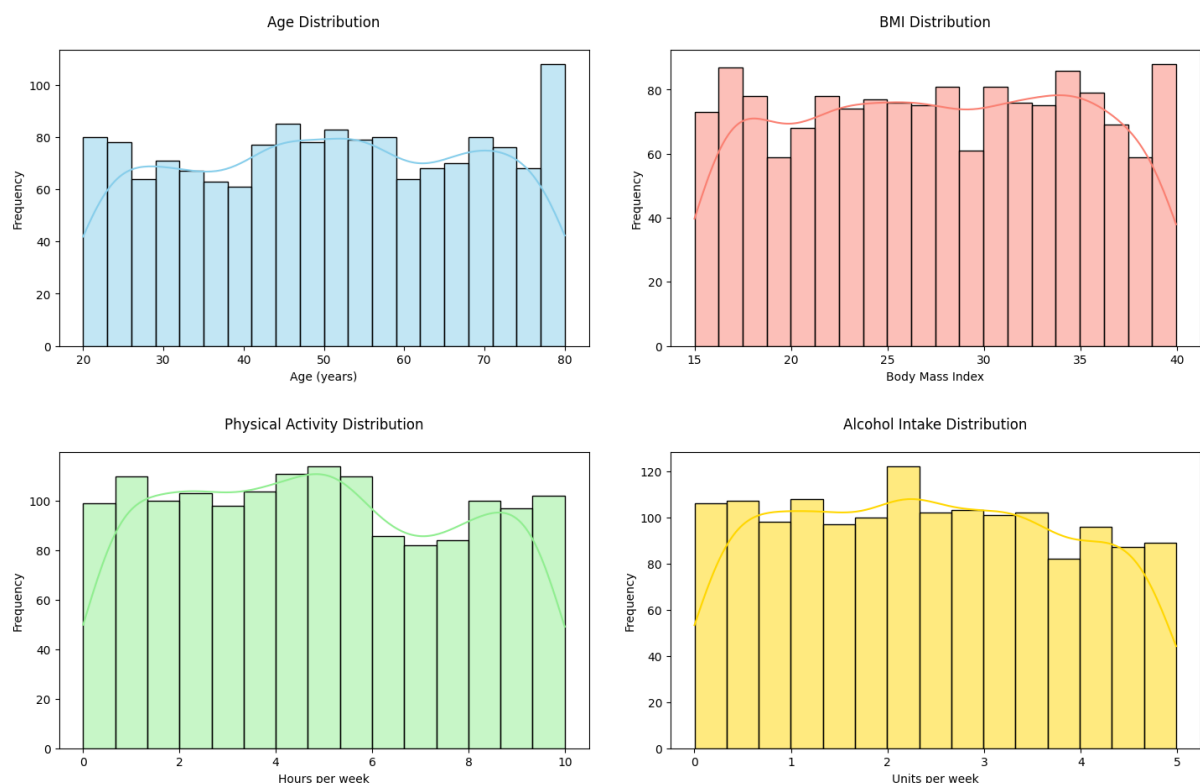 Age Distribution
Frequency
100
80
60
40
20
0
20 30 40 50 60 70 80
Age (years)
BMI Distribution
Frequency
80
60
40
20
0
15 20 25 30 35 40
Body Mass Index
Physical Activity Distribution
Frequency
100
80
60
40
20
0
0 2 4 6 8 10
Hours per week
Alcohol Intake Distribution
Frequency
120
100
80
60
40
20
0
0 1 2 3 4 5
Units per week